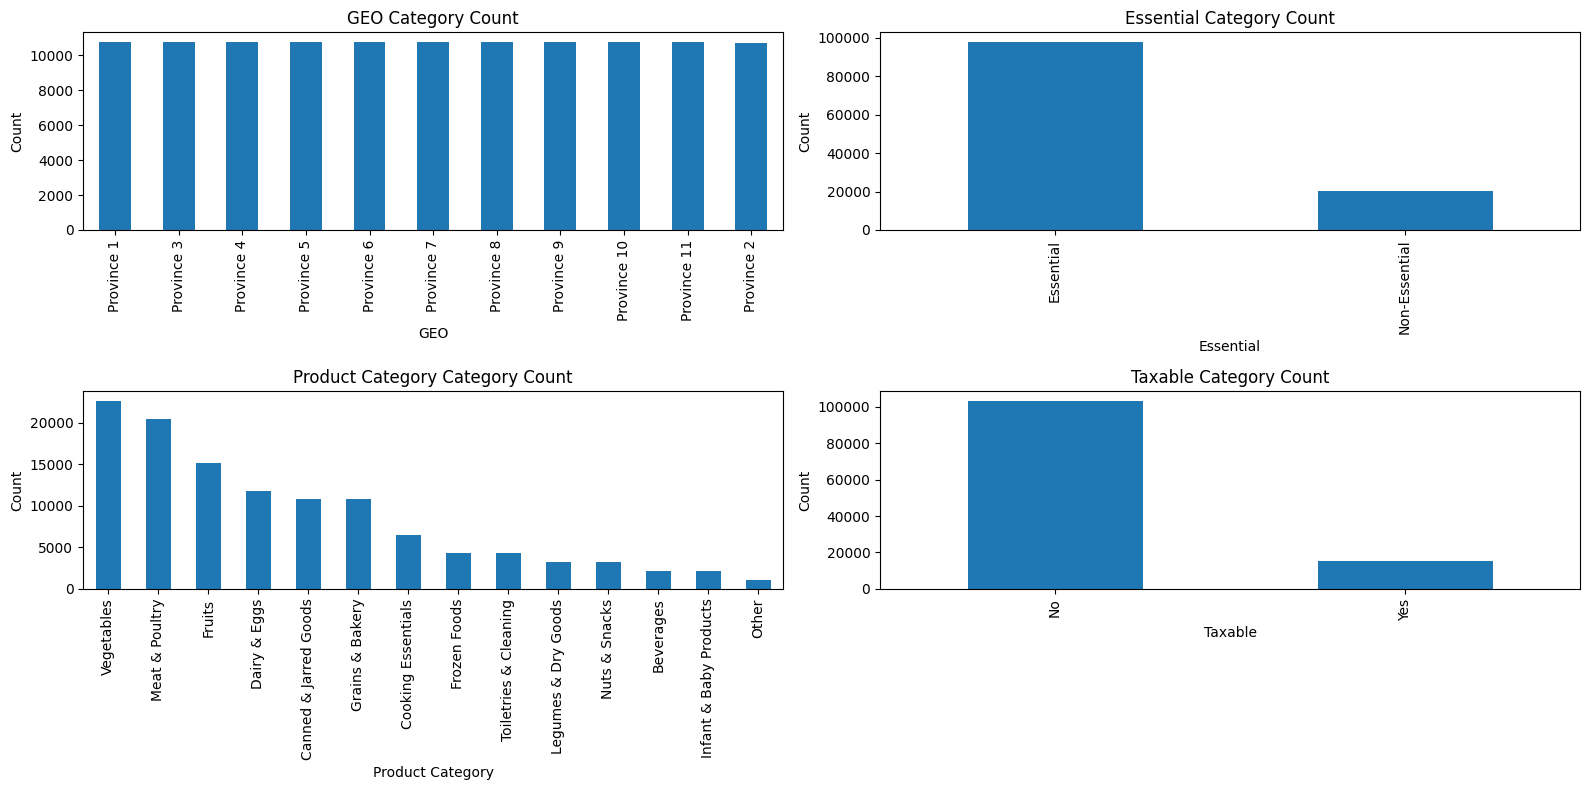 GEO Category Count
Count
10000
8000
6000
4000
2000
0
Province 1
Province 3
Province 4
Province 5
Province 6
Province 7
Province 8
Province 9
Province 10
Province 11
Province 2
GEO
Essential Category Count
Count
100000
80000
60000
40000
20000
0
Essential
Non-Essential
Essential
Product Category Category Count
Count
20000
15000
10000
5000
0
Vegetables
Meat & Poultry
Fruits
Dairy & Eggs
Canned & Jarred Goods
Grains & Bakery
Cooking Essentials
Frozen Foods
Toiletries & Cleaning
Legumes & Dry Goods
Nuts & Snacks
Beverages
Infant & Baby Products
Other
Product Category
Taxable Category Count
Count
100000
80000
60000
40000
20000
0
No
Yes
Taxable